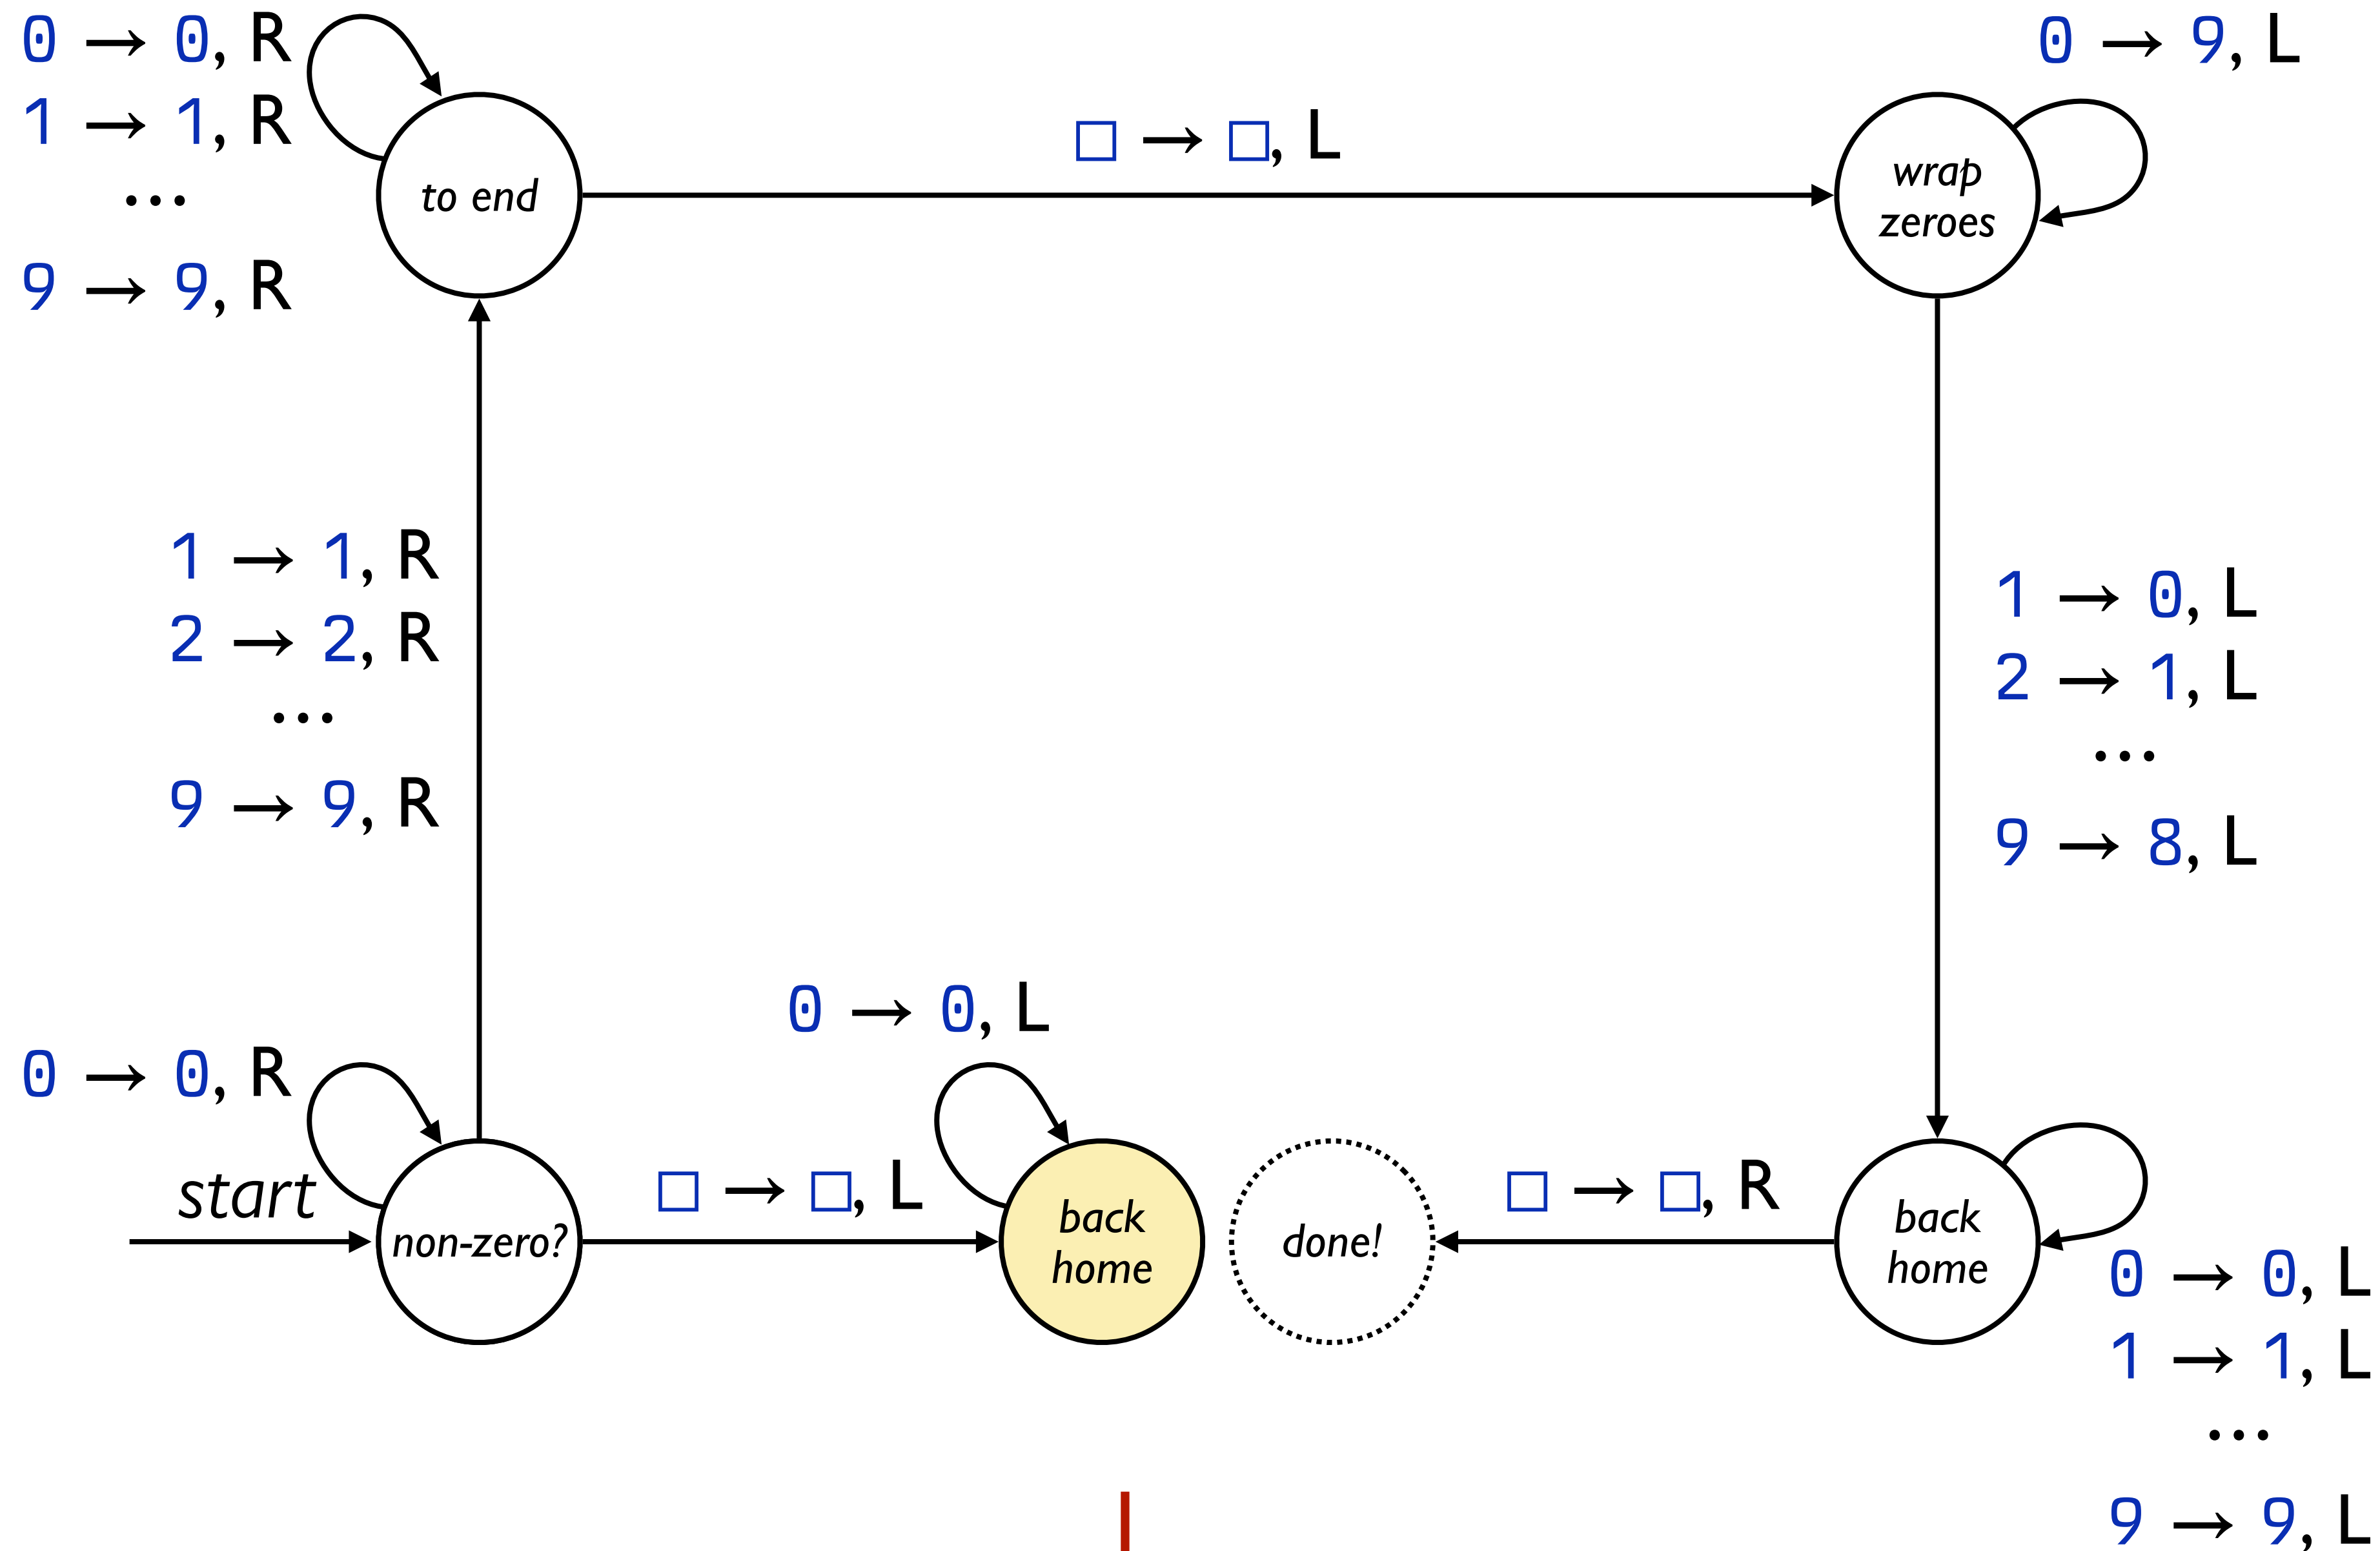 0 → 0, R
1 → 1, R
…
9 → 9, R
to end
□ → □, L
0 → 9, L
wrap
zeroes
1 → 1, R
2 → 2, R
…
9 → 9, R
1 → 0, L
2 → 1, L
…
9 → 8, L
0 → 0, R
start
non-zero?
□ → □, L
0 → 0, L
back
home
done!
□ → □, R
back
home
0 → 0, L
1 → 1, L
…
9 → 9, L